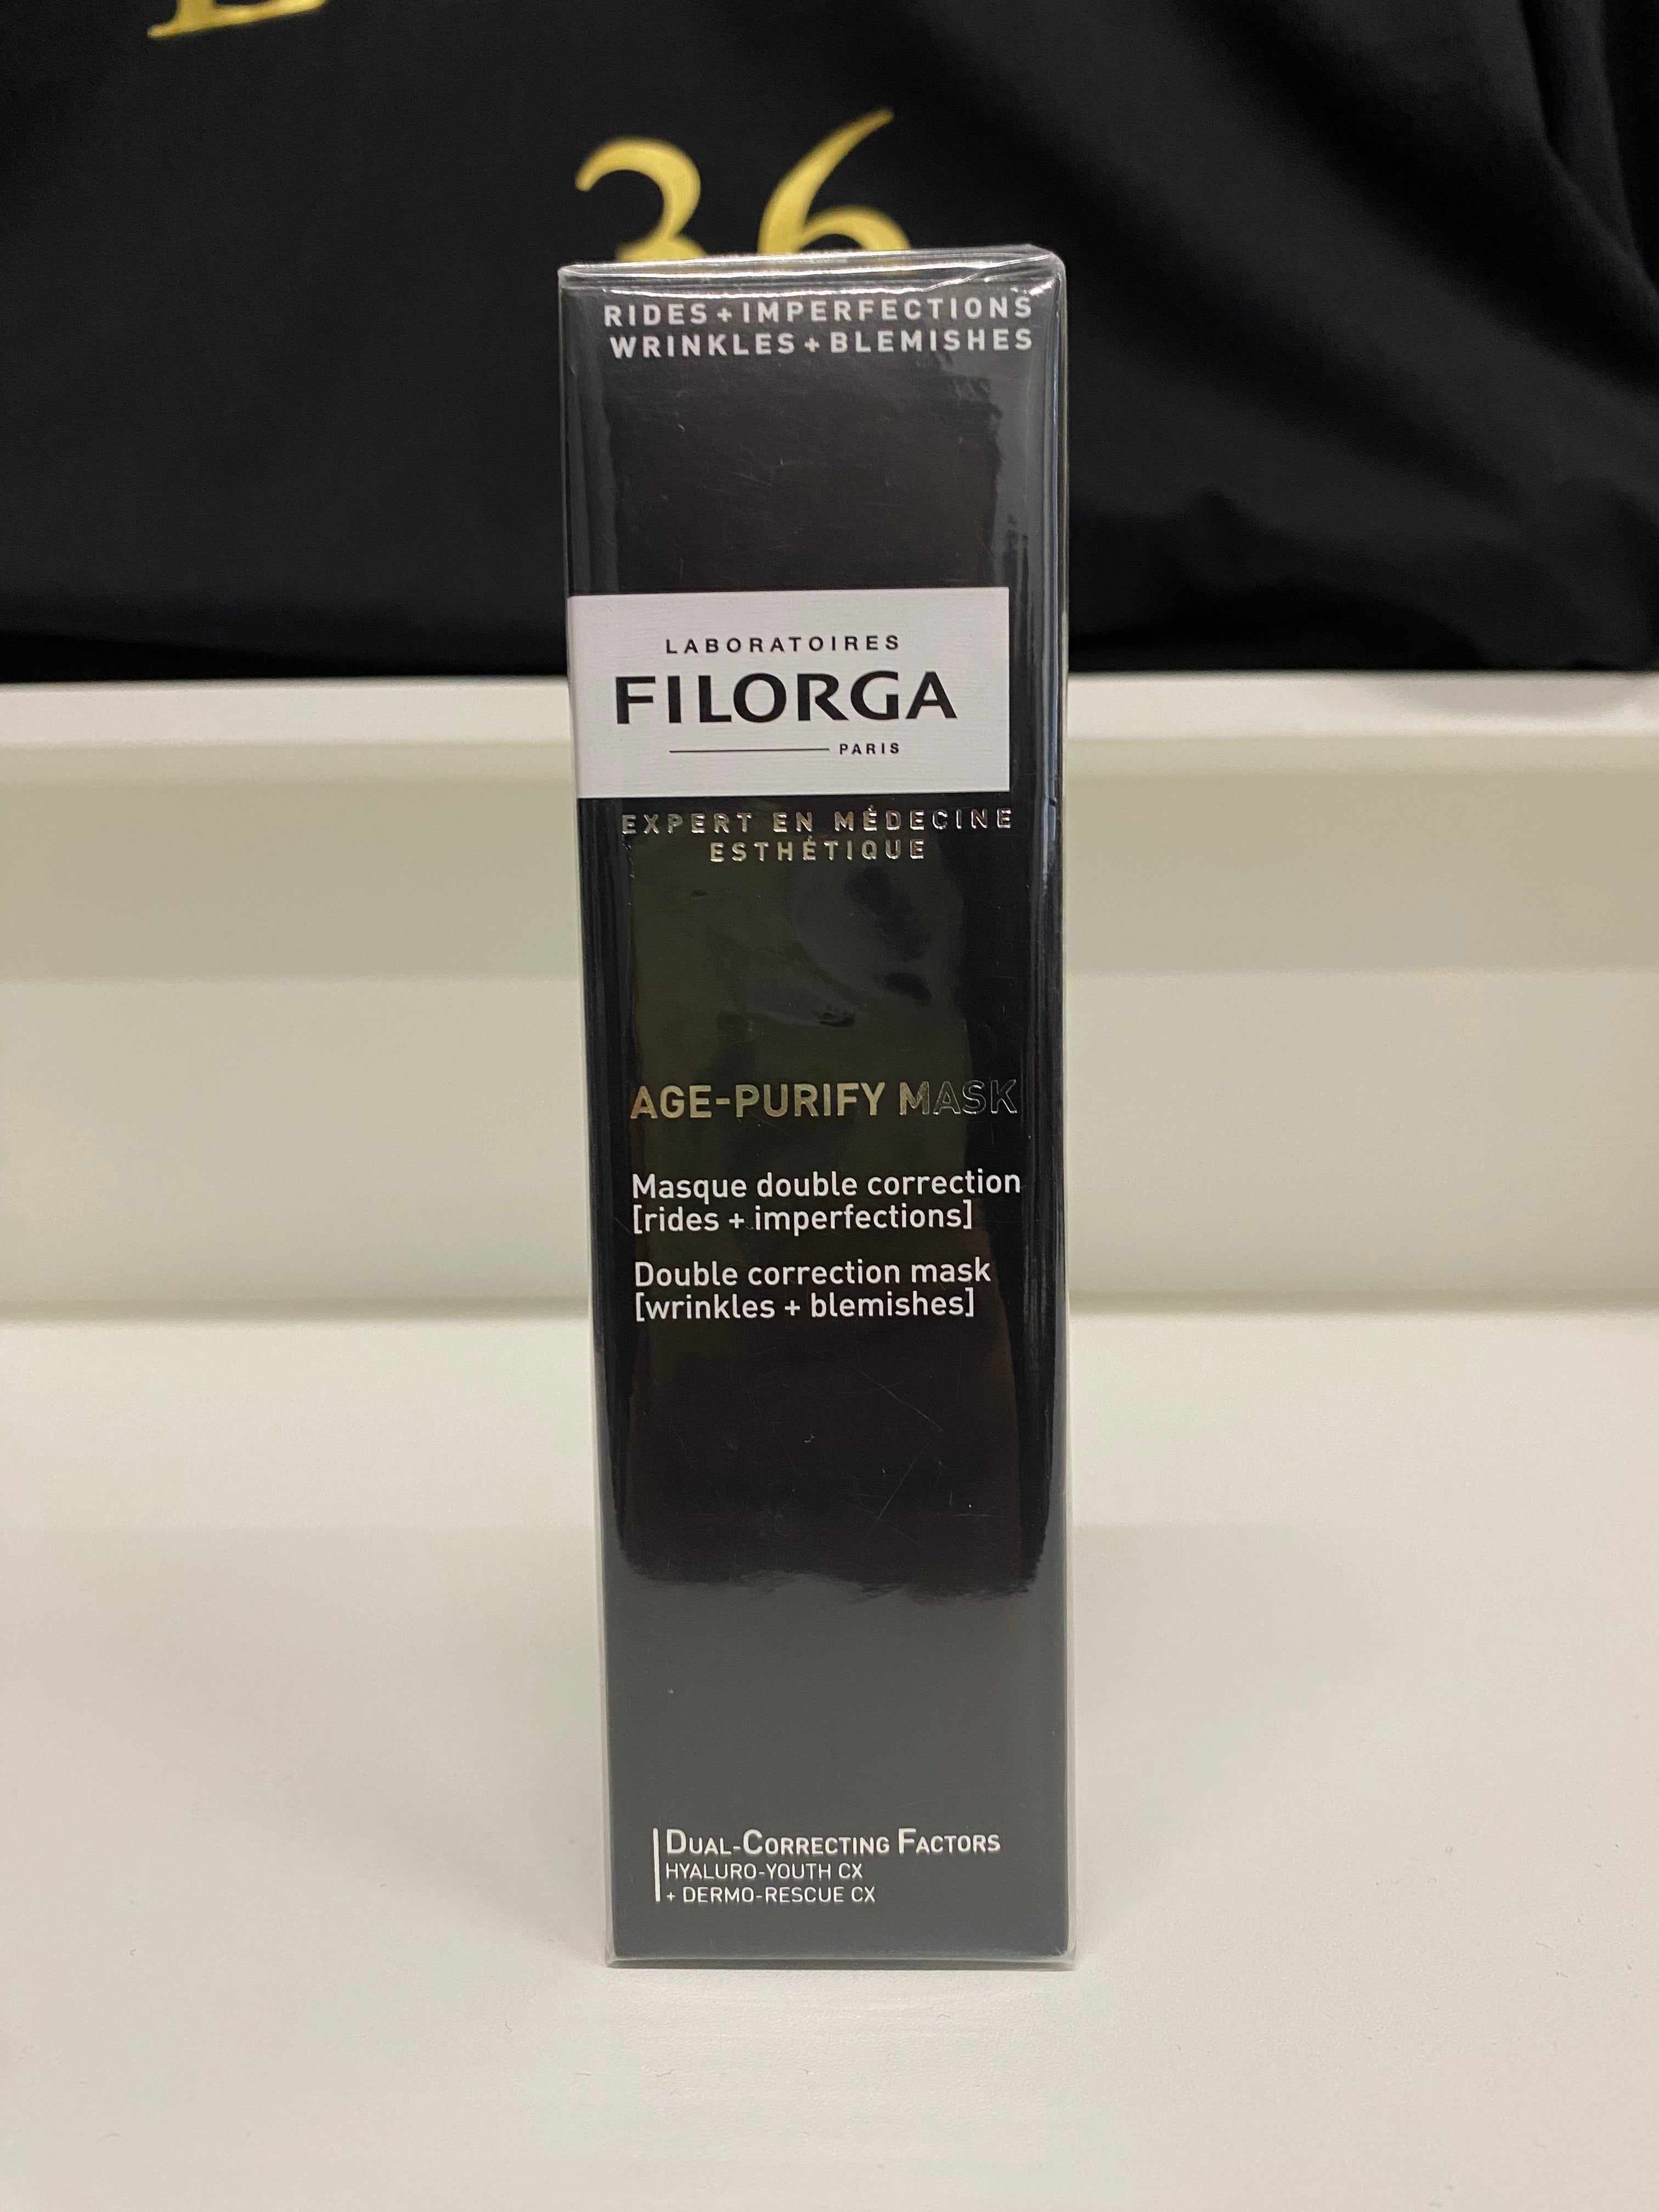 36
RIDES + IMPERFECTIONS
WRINKLES + BLEMISHES
LABORATOIRES
FILORGA
PARIS
EXPERT EN MÉDECINE
ESTHÉTIQUE
AGE-PURIFY MASK
Masque double correction
[rides + imperfections]
Double correction mask
[wrinkles + blemishes]
DUAL-CORRECTING FACTORS
HYALURO-YOUTH CX
+ DERMO-RESCUE CX